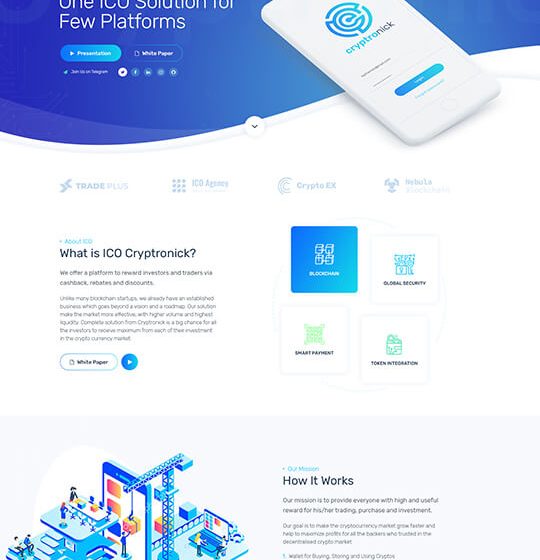 One ICO Solution for
Few Platforms
Presentation
White Paper
Join Us on Telegram
cryptronick
TRADE PLUS
ICO Agency
Crypto EX
Nebula
Blockchain
About ICO
What is ICO Cryptronick?
We offer a platform to reward investors and traders via
cashback, rebates and discounts.
Unlike many blockchain startups, we already have an established
business which goes beyond a vision and a roadmap. Our solution
make the market more effective, with higher volume and highest
liquidity. Complete solution from Cryptronick is a big chance for all
the investors to receive maximum from each of their investment
in the crypto currency market.
White Paper
BLOCKCHAIN
GLOBAL SECURITY
SMART PAYMENT
TOKEN INTEGRATION
Our Mission
How It Works
Our mission is to provide everyone with high and useful
reward for his/her trading, purchase and investment.
Our goal is to make the cryptocurrency market grow faster and
help to maximize profits for all the backers who trusted in the
decentralised crypto market
1. Wallet for Buying, Storing and Using Cryptos